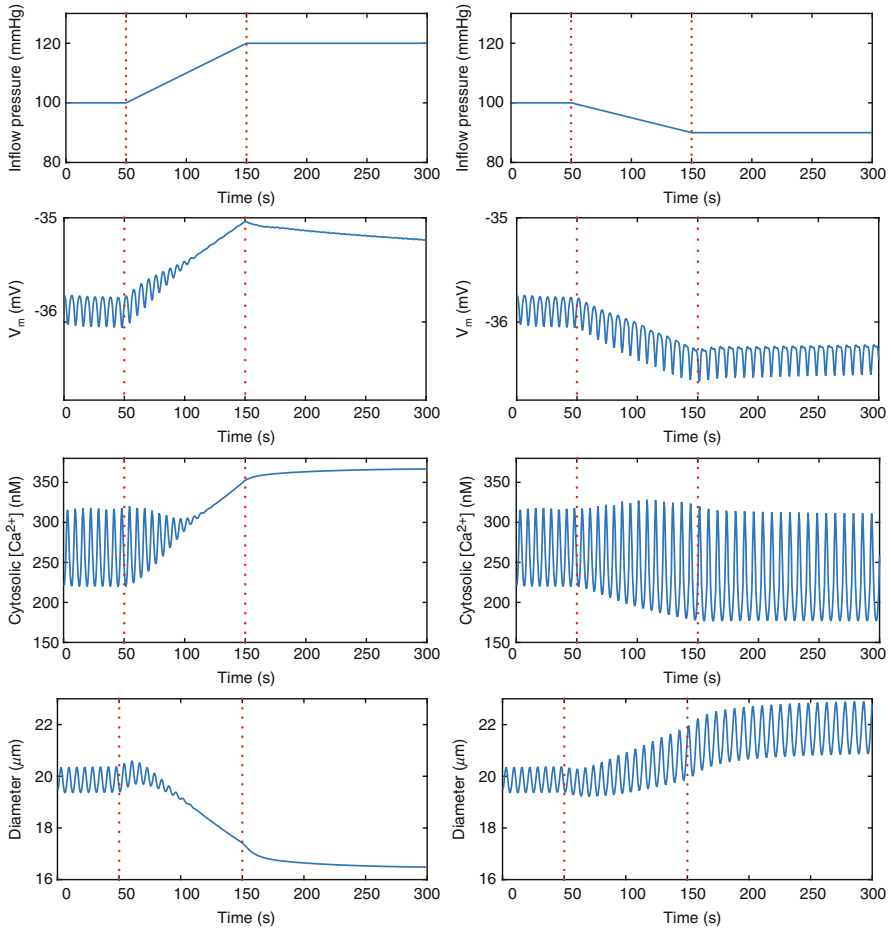 Inflow pressure (mmHg)
120
100
80
0 50 100 150 200 250 300
Time (s)
Inflow pressure (mmHg)
120
100
80
0 50 100 150 200 250 300
Time (s)
Vm (mV)
-35
-36
0 50 100 150 200 250 300
Time (s)
Vm (mV)
-35
-36
0 50 100 150 200 250 300
Time (s)
Cytosolic [Ca²⁺] (nM)
350
300
250
200
150
0 50 100 150 200 250 300
Time (s)
Cytosolic [Ca²⁺] (nM)
350
300
250
200
150
0 50 100 150 200 250 300
Time (s)
Diameter (μm)
22
20
18
16
0 50 100 150 200 250 300
Time (s)
Diameter (μm)
22
20
18
16
0 50 100 150 200 250 300
Time (s)